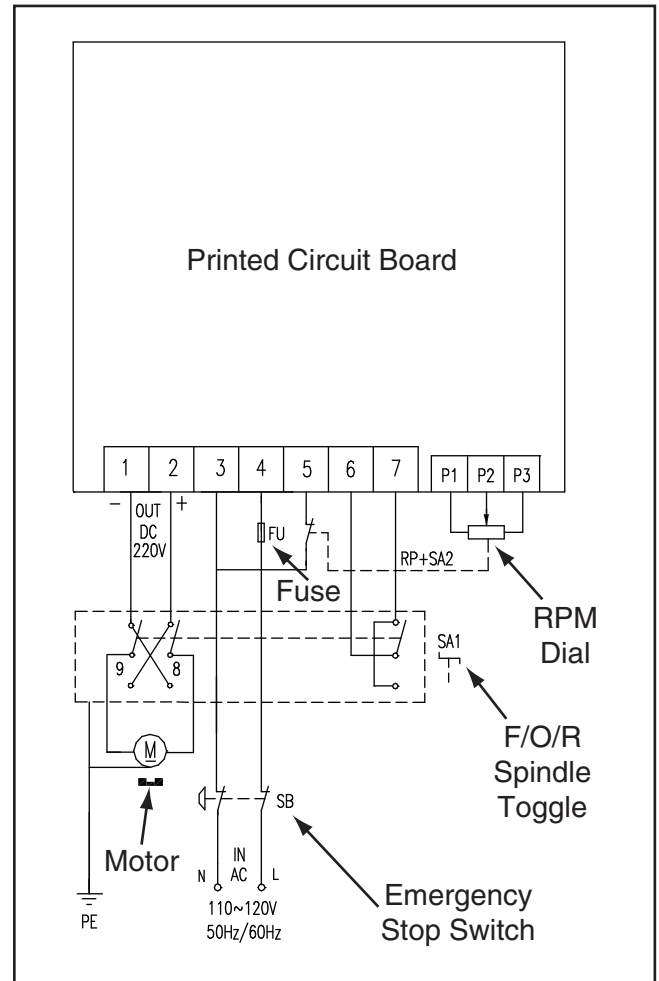 Printed Circuit Board
1 2 3 4 5 6 7
P1 P2 P3
− OUT +
DC
220V
FU
Fuse
RP+SA2
RPM
Dial
9 8
SA1
F/O/R
Spindle
Toggle
M
Motor
SB
N IN L
AC
110~120V
50Hz/60Hz
PE
Emergency
Stop Switch